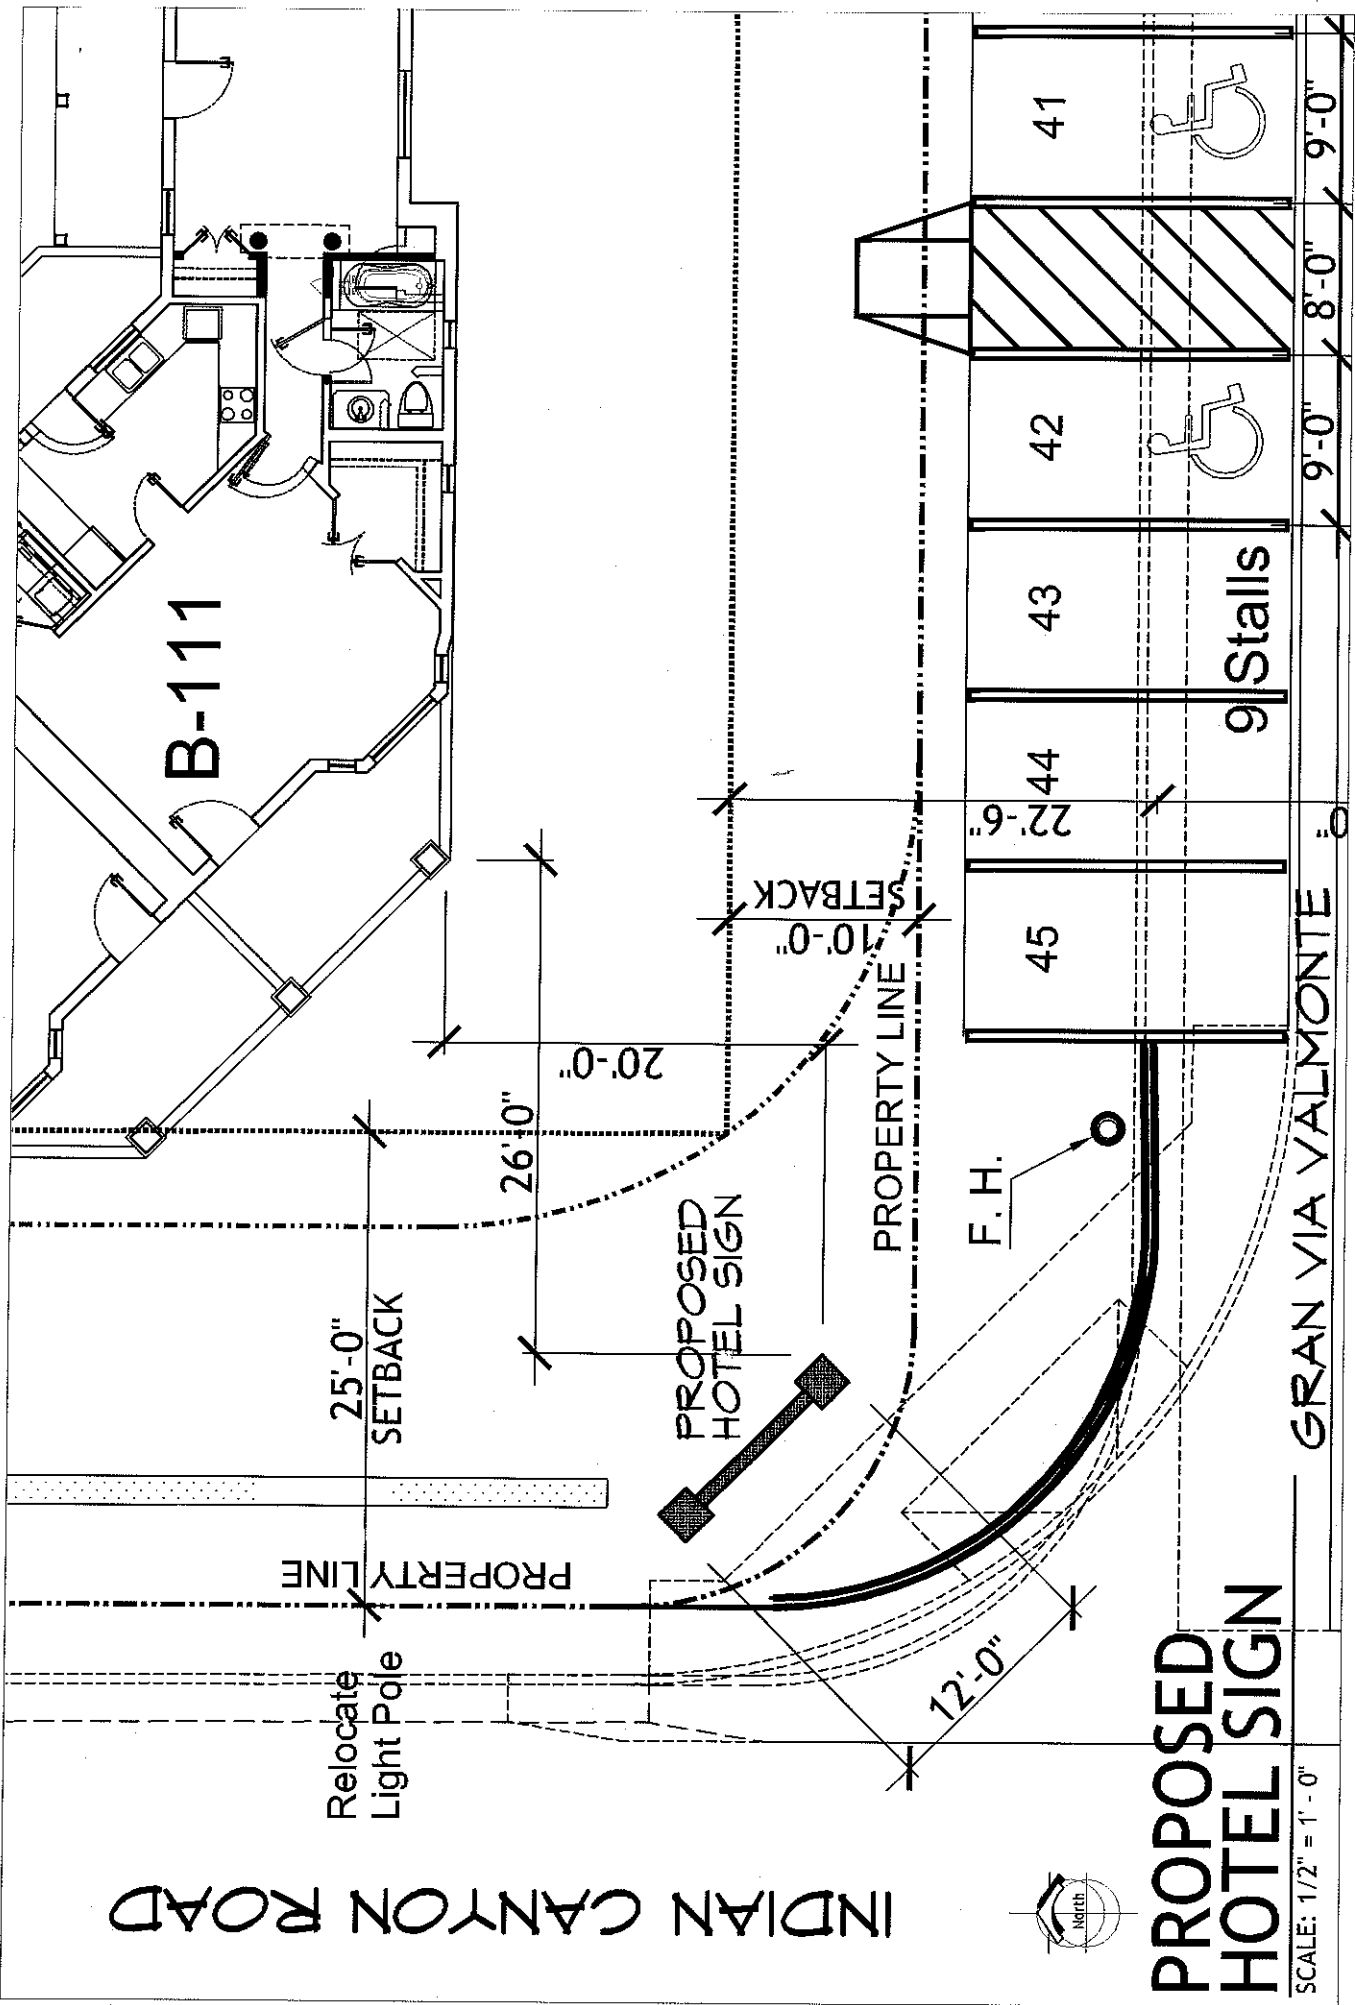 B-111
41
42
43
44
45
9 Stalls
9'-0"
8'-0"
9'-0"
22'-6"
0"
10'-0"
SETBACK
PROPERTY LINE
20'-0"
26'-0"
25'-0"
SETBACK
PROPOSED
HOTEL SIGN
F. H.
PROPERTY LINE
Relocate
Light Pole
12'-0"
GRAN VIA VALMONTE
INDIAN CANYON ROAD
North
PROPOSED
HOTEL SIGN
SCALE: 1/2" = 1' - 0"